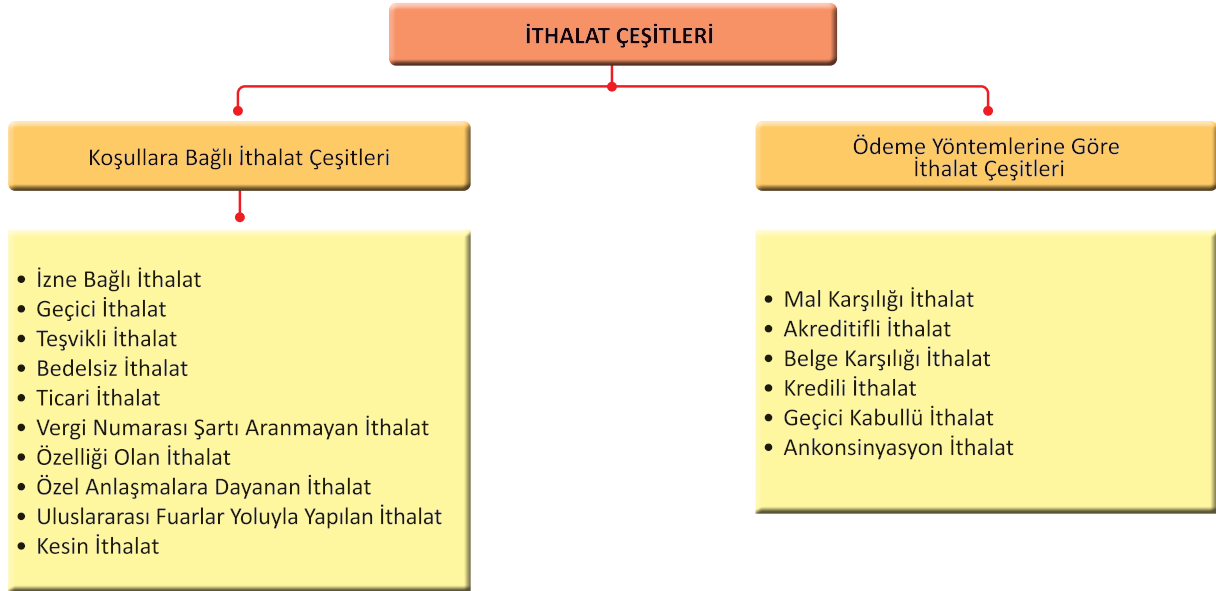 İTHALAT ÇEŞİTLERİ
Koşullara Bağlı İthalat Çeşitleri
• İzne Bağlı İthalat
• Geçici İthalat
• Teşvikli İthalat
• Bedelsiz İthalat
• Ticari İthalat
• Vergi Numarası Şartı Aranmayan İthalat
• Özelliği Olan İthalat
• Özel Anlaşmalara Dayanan İthalat
• Uluslararası Fuarlar Yoluyla Yapılan İthalat
• Kesin İthalat
Ödeme Yöntemlerine Göre
İthalat Çeşitleri
• Mal Karşılığı İthalat
• Akreditifli İthalat
• Belge Karşılığı İthalat
• Kredili İthalat
• Geçici Kabullü İthalat
• Ankonsinyasyon İthalat